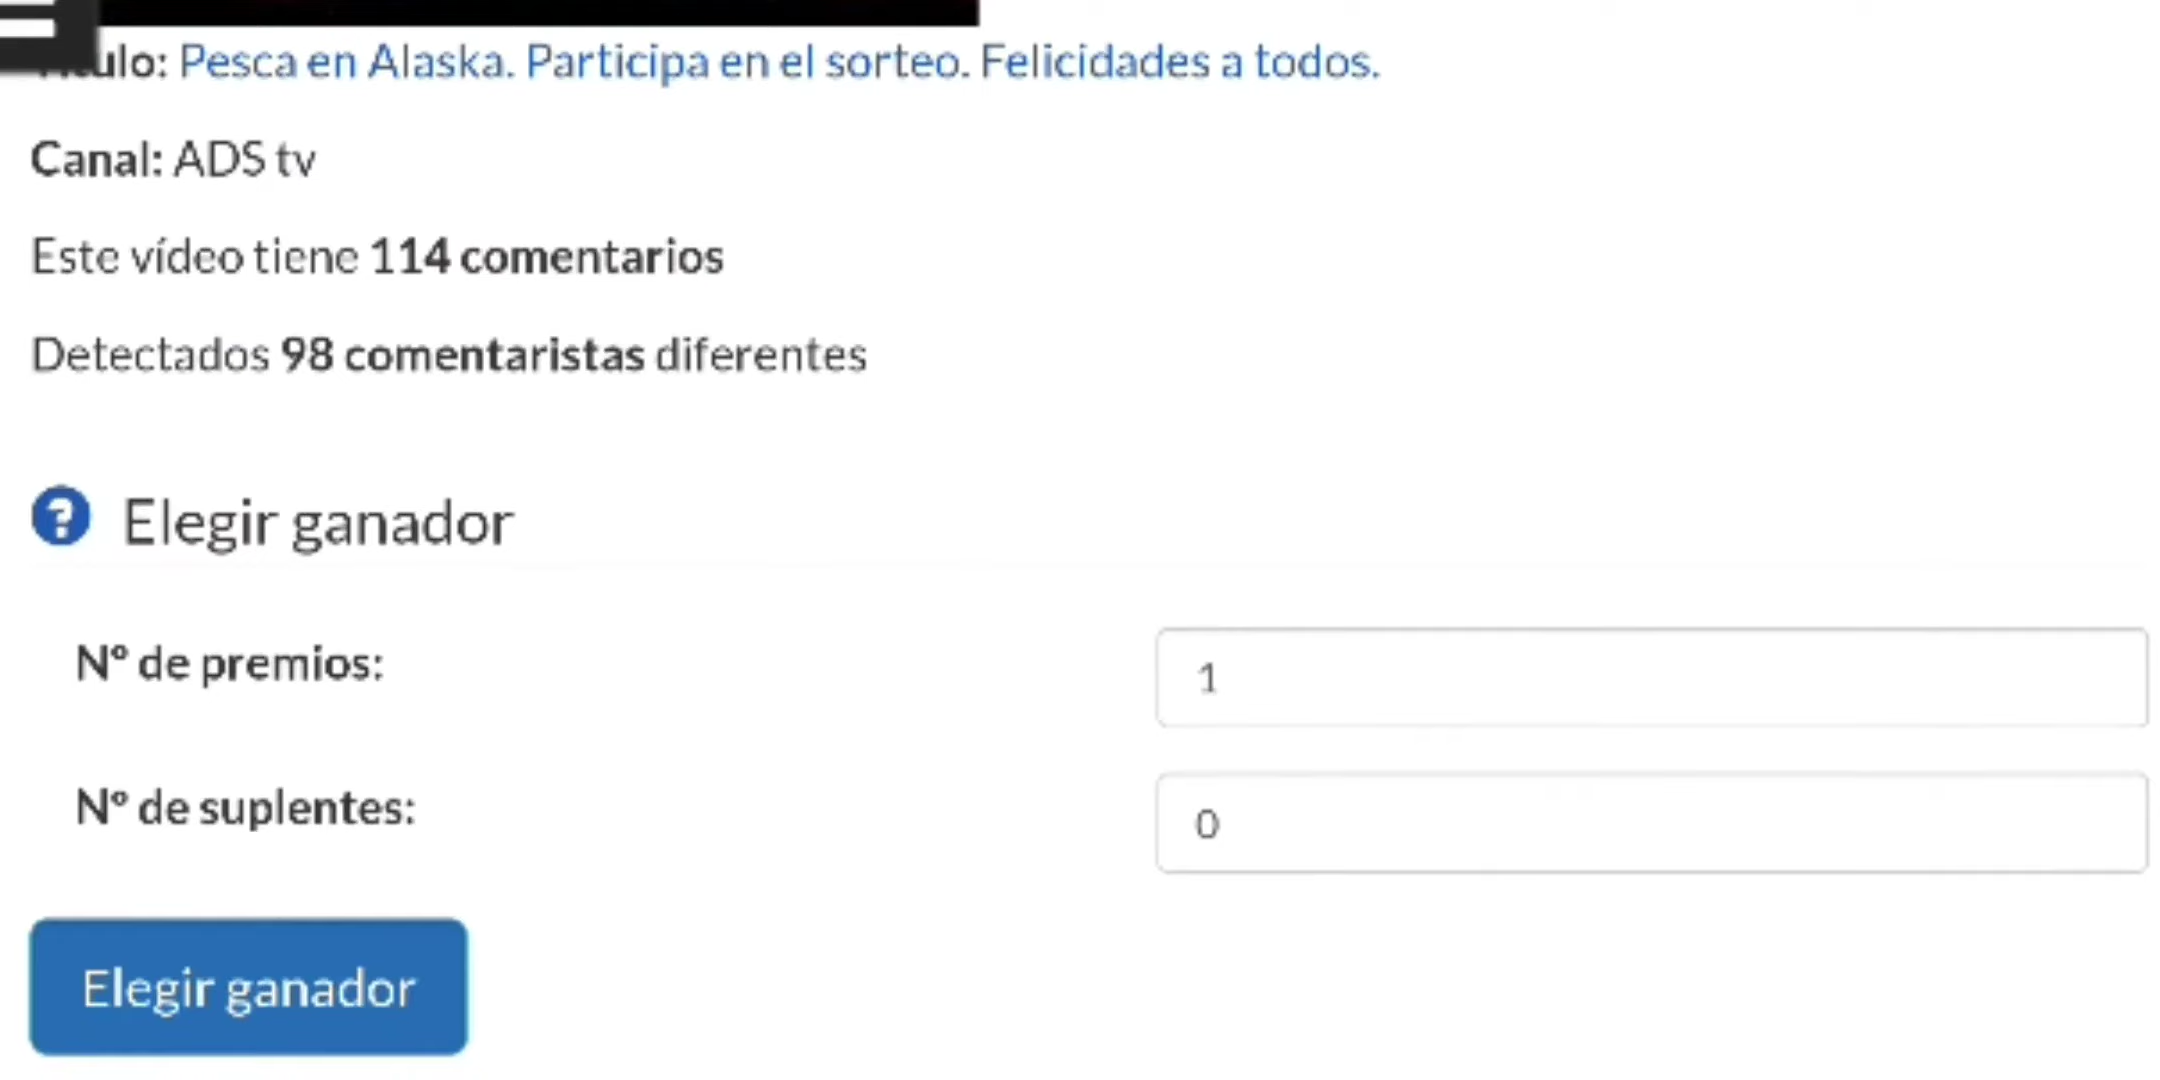 ulo: Pesca en Alaska. Participa en el sorteo. Felicidades a todos.
Canal: ADS tv
Este vídeo tiene 114 comentarios
Detectados 98 comentaristas diferentes
? Elegir ganador
Nº de premios:
1
Nº de suplentes:
0
Elegir ganador